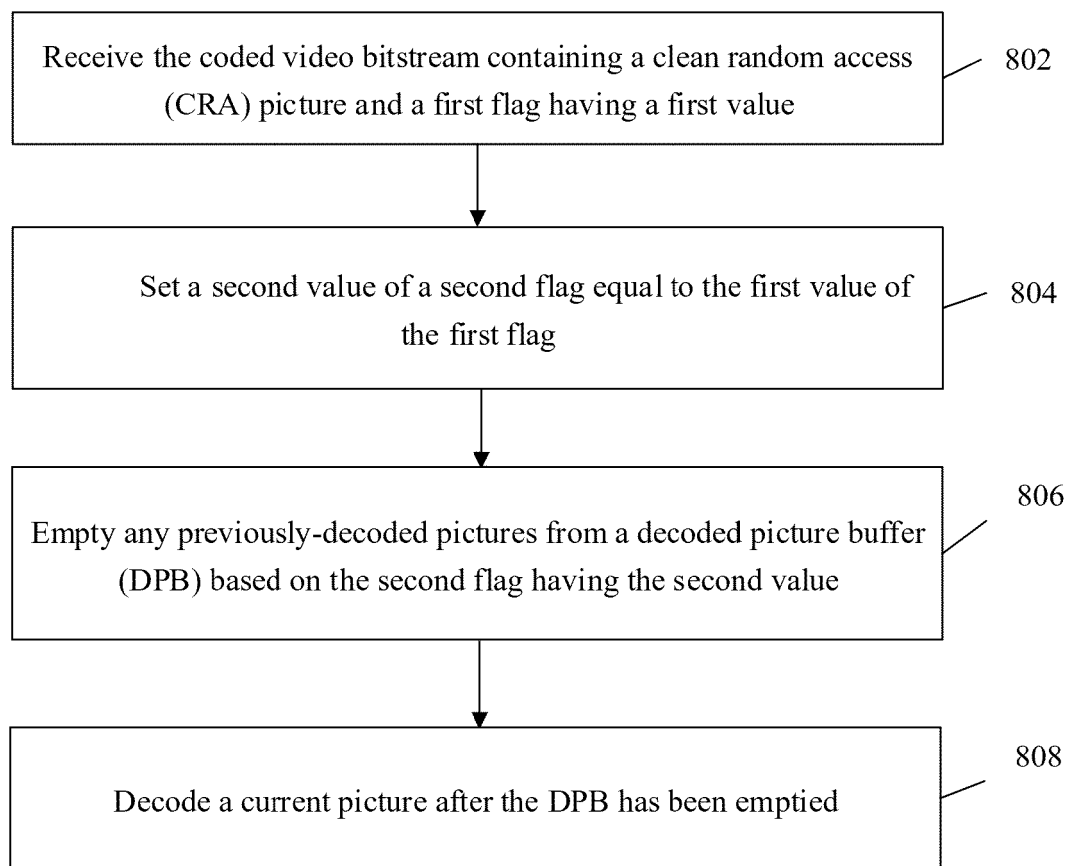 Receive the coded video bitstream containing a clean random access
(CRA) picture and a first flag having a first value
802
Set a second value of a second flag equal to the first value of
the first flag
804
Empty any previously-decoded pictures from a decoded picture buffer
(DPB) based on the second flag having the second value
806
Decode a current picture after the DPB has been emptied
808